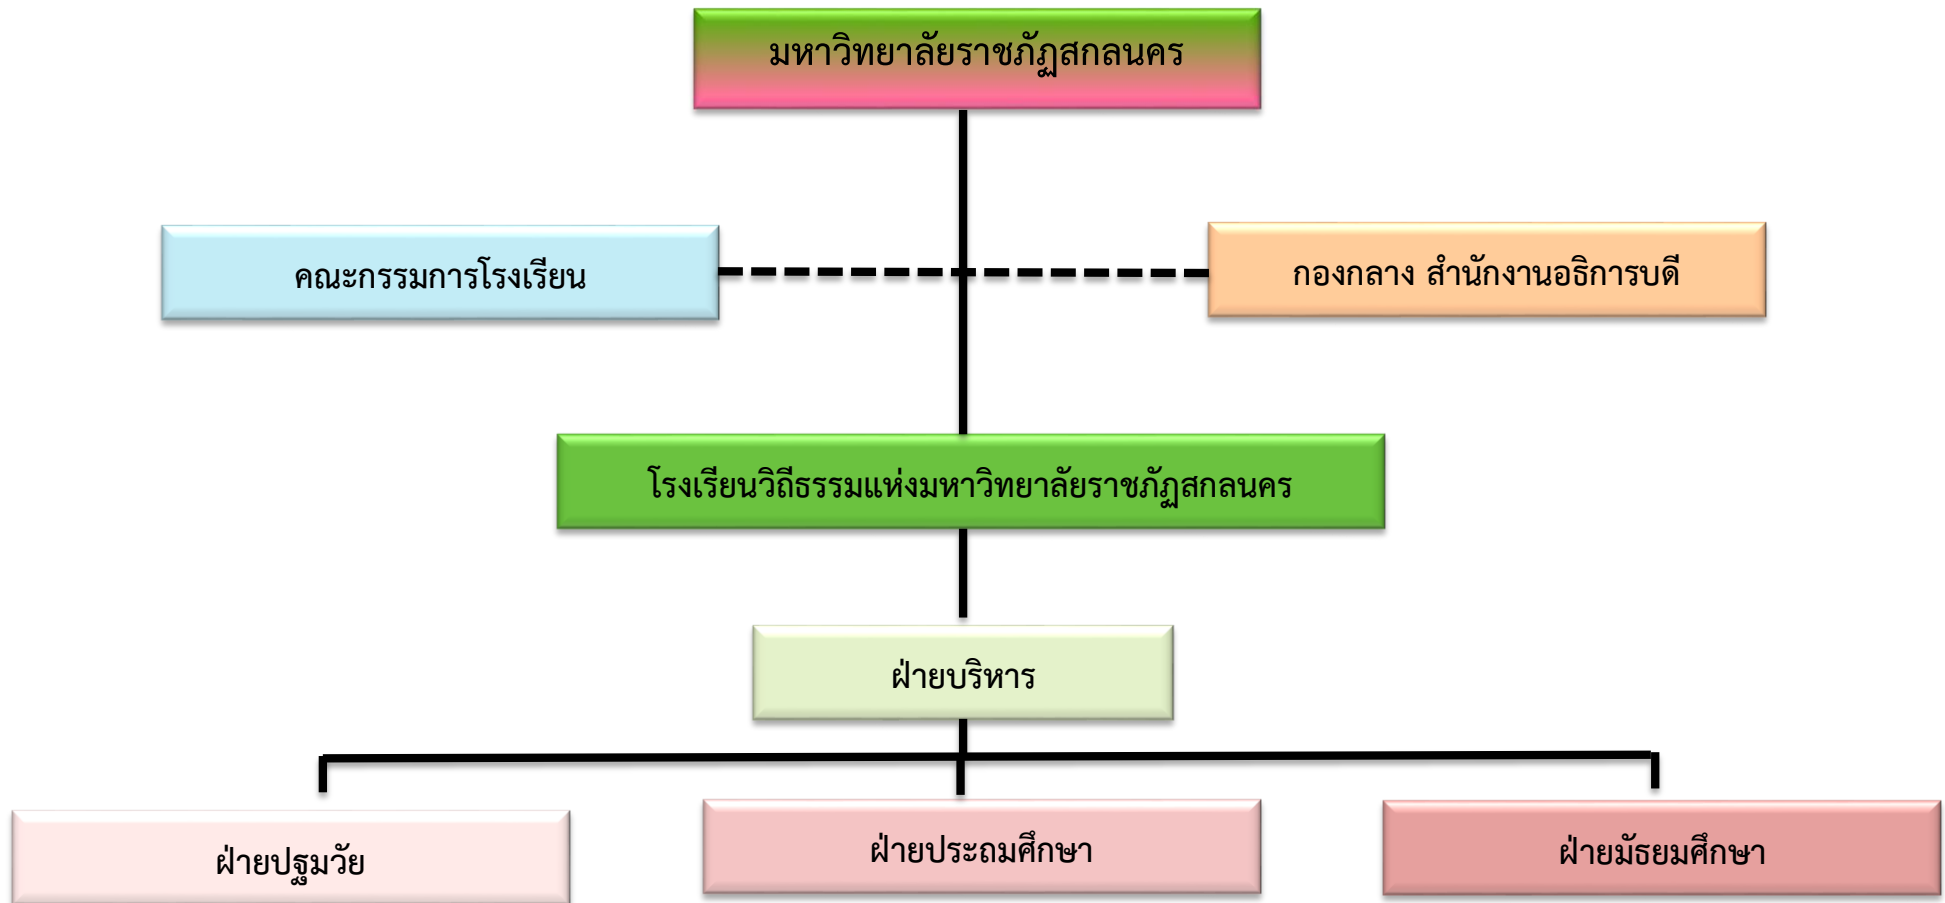 มหาวิทยาลัยราชภัฏสกลนคร
คณะกรรมการโรงเรียน
กองกลาง สำนักงานอธิการบดี
โรงเรียนวิถีธรรมแห่งมหาวิทยาลัยราชภัฏสกลนคร
ฝ่ายบริหาร
ฝ่ายปฐมวัย
ฝ่ายประถมศึกษา
ฝ่ายมัธยมศึกษา